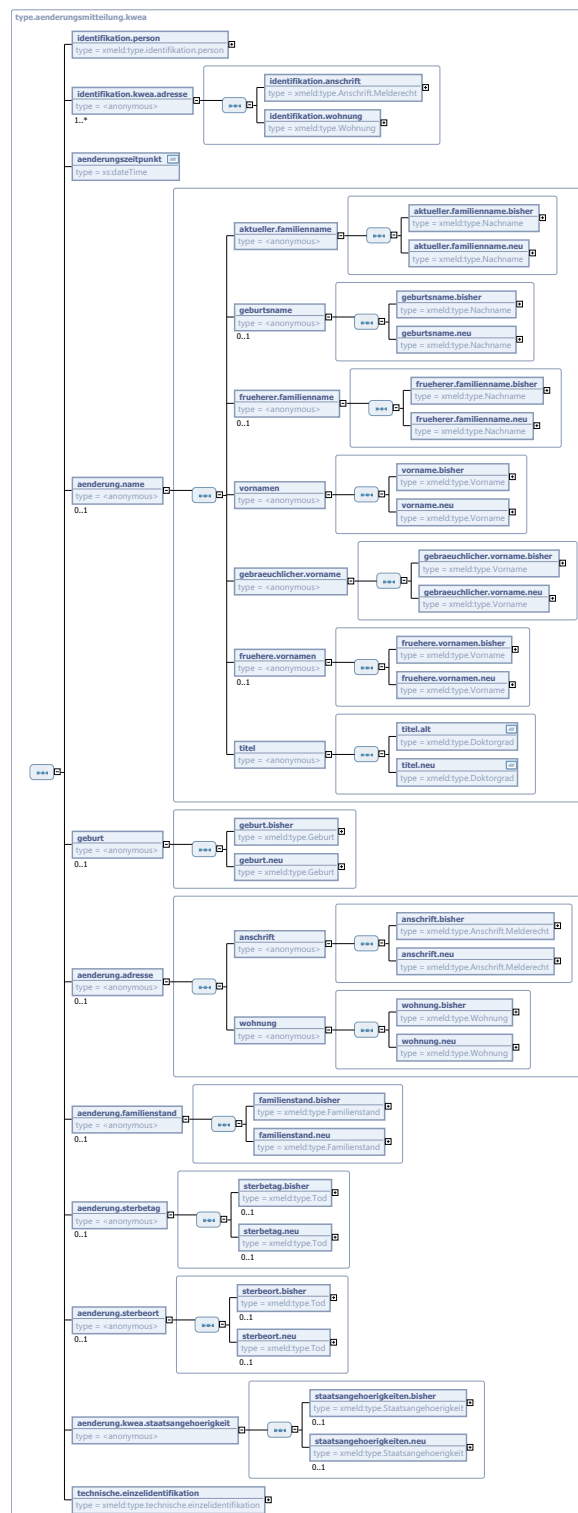 type.aenderungsmitteilung.kwea
identifikation.person
type = xmeld:type.identifikation.person
identifikation.kwea.adresse
type = <anonymous>
1..*
identifikation.anschrift
type = xmeld:type.Anschrift.Melderecht
identifikation.wohnung
type = xmeld:type.Wohnung
aenderungszeitpunkt
type = xs:dateTime
aenderung.name
type = <anonymous>
0..1
aktueller.familienname
type = <anonymous>
aktueller.familienname.bisher
type = xmeld:type.Nachname
aktueller.familienname.neu
type = xmeld:type.Nachname
geburtsname
type = <anonymous>
0..1
geburtsname.bisher
type = xmeld:type.Nachname
geburtsname.neu
type = xmeld:type.Nachname
frueherer.familienname
type = <anonymous>
0..1
frueherer.familienname.bisher
type = xmeld:type.Nachname
frueherer.familienname.neu
type = xmeld:type.Nachname
vornamen
type = <anonymous>
vorname.bisher
type = xmeld:type.Vorname
vorname.neu
type = xmeld:type.Vorname
gebraeuchlicher.vorname
type = <anonymous>
gebraeuchlicher.vorname.bisher
type = xmeld:type.Vorname
gebraeuchlicher.vorname.neu
type = xmeld:type.Vorname
fruehere.vornamen
type = <anonymous>
0..1
fruehere.vornamen.bisher
type = xmeld:type.Vorname
fruehere.vornamen.neu
type = xmeld:type.Vorname
titel
type = <anonymous>
titel.alt
type = xmeld:type.Doktorgrad
titel.neu
type = xmeld:type.Doktorgrad
geburt
type = <anonymous>
0..1
geburt.bisher
type = xmeld:type.Geburt
geburt.neu
type = xmeld:type.Geburt
aenderung.adresse
type = <anonymous>
0..1
anschrift
type = <anonymous>
anschrift.bisher
type = xmeld:type.Anschrift.Melderecht
anschrift.neu
type = xmeld:type.Anschrift.Melderecht
wohnung
type = <anonymous>
wohnung.bisher
type = xmeld:type.Wohnung
wohnung.neu
type = xmeld:type.Wohnung
aenderung.familienstand
type = <anonymous>
0..1
familienstand.bisher
type = xmeld:type.Familienstand
familienstand.neu
type = xmeld:type.Familienstand
aenderung.sterbetag
type = <anonymous>
0..1
sterbetag.bisher
type = xmeld:type.Tod
0..1
sterbetag.neu
type = xmeld:type.Tod
0..1
aenderung.sterbeort
type = <anonymous>
0..1
sterbeort.bisher
type = xmeld:type.Tod
0..1
sterbeort.neu
type = xmeld:type.Tod
0..1
aenderung.kwea.staatsangehoerigkeit
type = <anonymous>
staatsangehoerigkeiten.bisher
type = xmeld:type.Staatsangehoerigkeit
0..1
staatsangehoerigkeiten.neu
type = xmeld:type.Staatsangehoerigkeit
0..1
technische.einzelidentifikation
type = xmeld:type.technische.einzelidentifikation